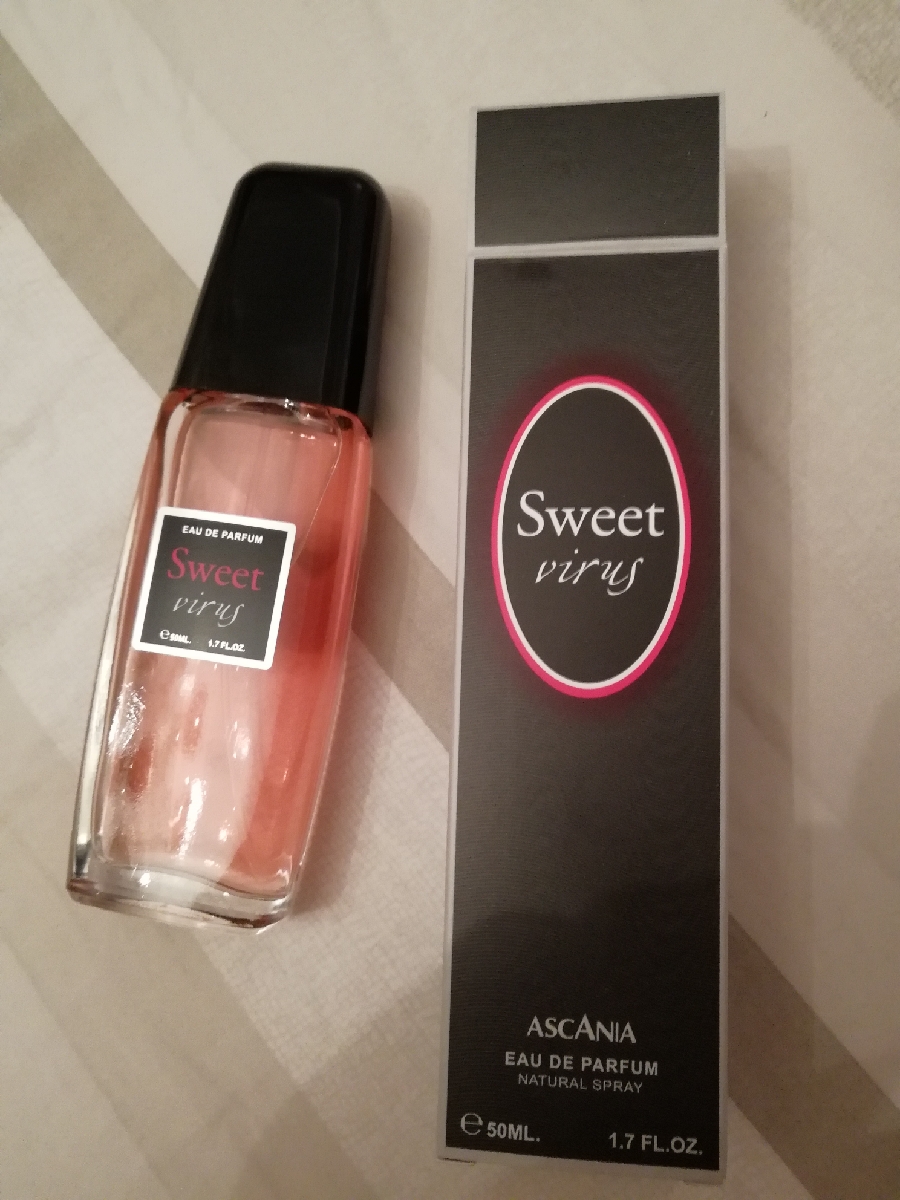 EAU DE PARFUM
Sweet
virus
℮ 50ML. 1.7 FL.OZ.
Sweet
virus
ASCANIA
EAU DE PARFUM
NATURAL SPRAY
℮ 50ML. 1.7 FL.OZ.